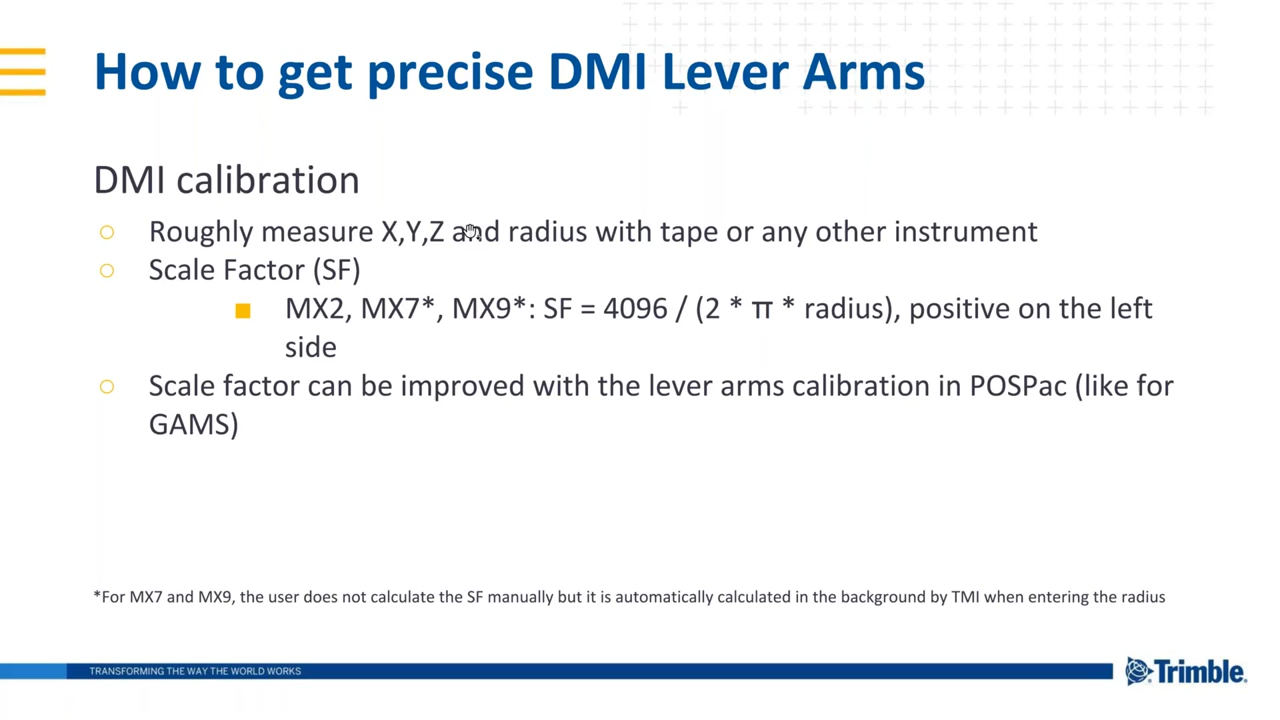 How to get precise DMI Lever Arms
DMI calibration
Roughly measure X,Y,Z and radius with tape or any other instrument
Scale Factor (SF)
MX2, MX7*, MX9*: SF = 4096 / (2 * π * radius), positive on the left
side
Scale factor can be improved with the lever arms calibration in POSPac (like for
GAMS)
*For MX7 and MX9, the user does not calculate the SF manually but it is automatically calculated in the background by TMI when entering the radius
TRANSFORMING THE WAY THE WORLD WORKS
Trimble